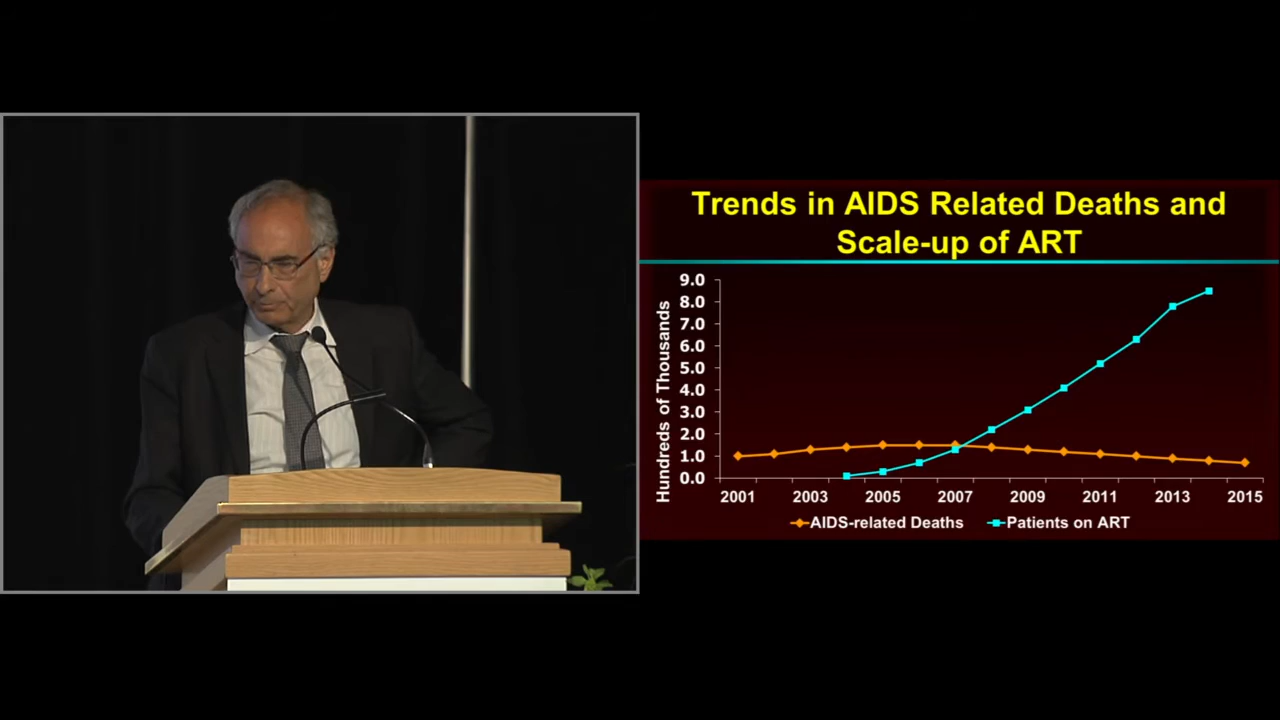 Trends in AIDS Related Deaths and
Scale-up of ART
Hundreds of Thousands
9.0
8.0
7.0
6.0
5.0
4.0
3.0
2.0
1.0
0.0
2001 2003 2005 2007 2009 2011 2013 2015
AIDS-related Deaths Patients on ART